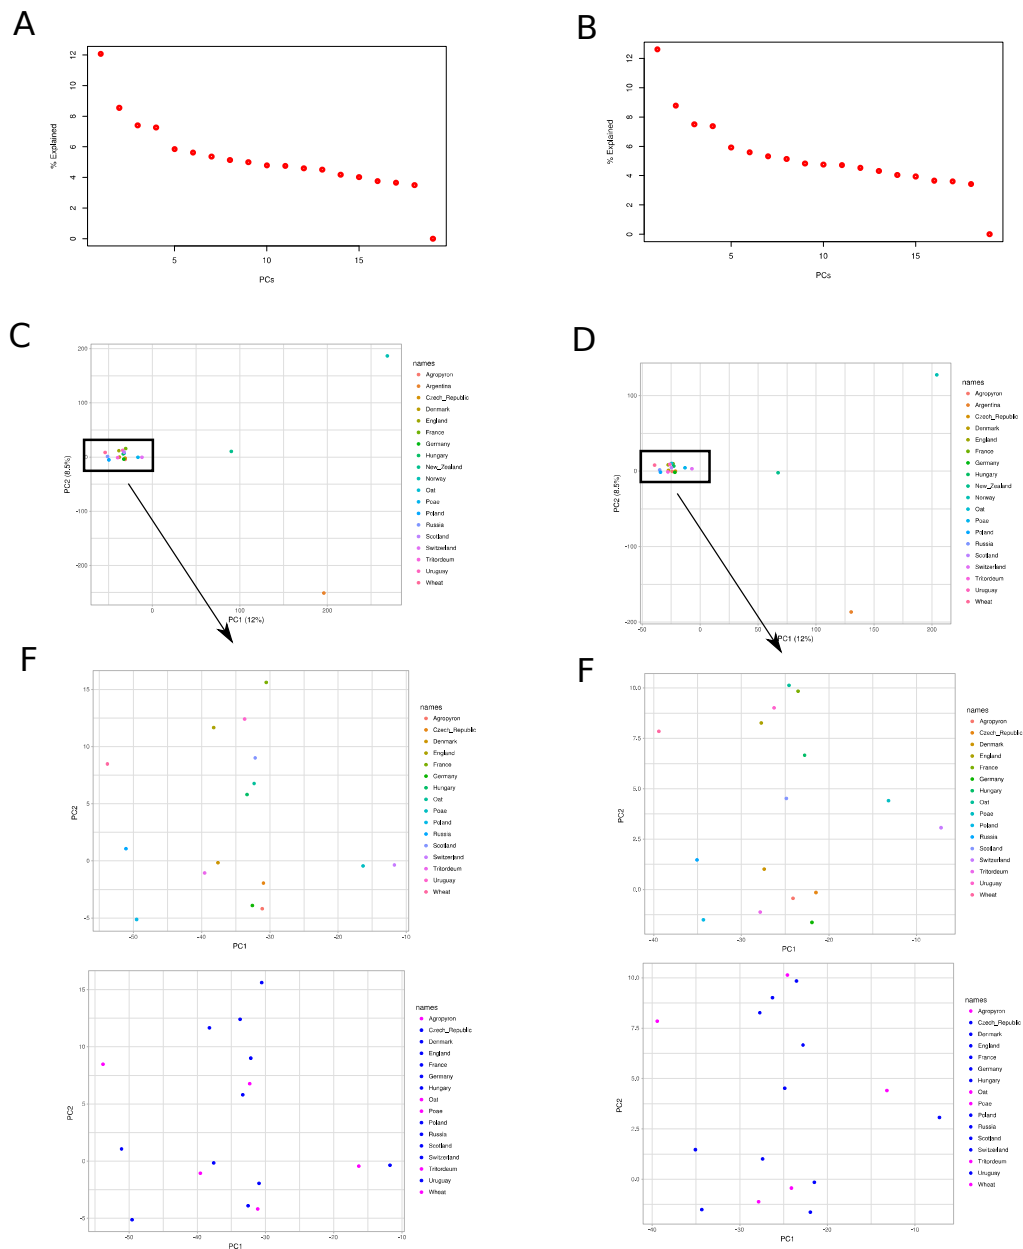 A
B
12
10
8
6
4
2
0
% Explained
5
10
15
PCs
12
10
8
6
4
2
0
% Explained
5
10
15
PCs
C
D
200
100
0
-100
-200
PC2 (8.5%)
0
100
200
PC1 (12%)
names
Agropyron
Argentina
Czech_Republic
Denmark
England
France
Germany
Hungary
New_Zealand
Norway
Oat
Poae
Poland
Russia
Scotland
Switzerland
Tritordeum
Uruguay
Wheat
100
0
-100
-200
PC2 (8.5%)
-50
0
50
100
150
200
PC1 (12%)
names
Agropyron
Argentina
Czech_Republic
Denmark
England
France
Germany
Hungary
New_Zealand
Norway
Oat
Poae
Poland
Russia
Scotland
Switzerland
Tritordeum
Uruguay
Wheat
F
F
15
10
5
0
-5
PC2
-50
-40
-30
-20
-10
PC1
names
Agropyron
Czech_Republic
Denmark
England
France
Germany
Hungary
Oat
Poae
Poland
Russia
Scotland
Switzerland
Tritordeum
Uruguay
Wheat
10.0
7.5
5.0
2.5
0.0
PC2
-40
-30
-20
-10
PC1
names
Agropyron
Czech_Republic
Denmark
England
France
Germany
Hungary
Oat
Poae
Poland
Russia
Scotland
Switzerland
Tritordeum
Uruguay
Wheat
15
10
5
0
-5
PC2
-50
-40
-30
-20
-10
PC1
names
Agropyron
Czech_Republic
Denmark
England
France
Germany
Hungary
Oat
Poae
Poland
Russia
Scotland
Switzerland
Tritordeum
Uruguay
Wheat
10.0
7.5
5.0
2.5
0.0
PC2
-40
-30
-20
-10
PC1
names
Agropyron
Czech_Republic
Denmark
England
France
Germany
Hungary
Oat
Poae
Poland
Russia
Scotland
Switzerland
Tritordeum
Uruguay
Wheat